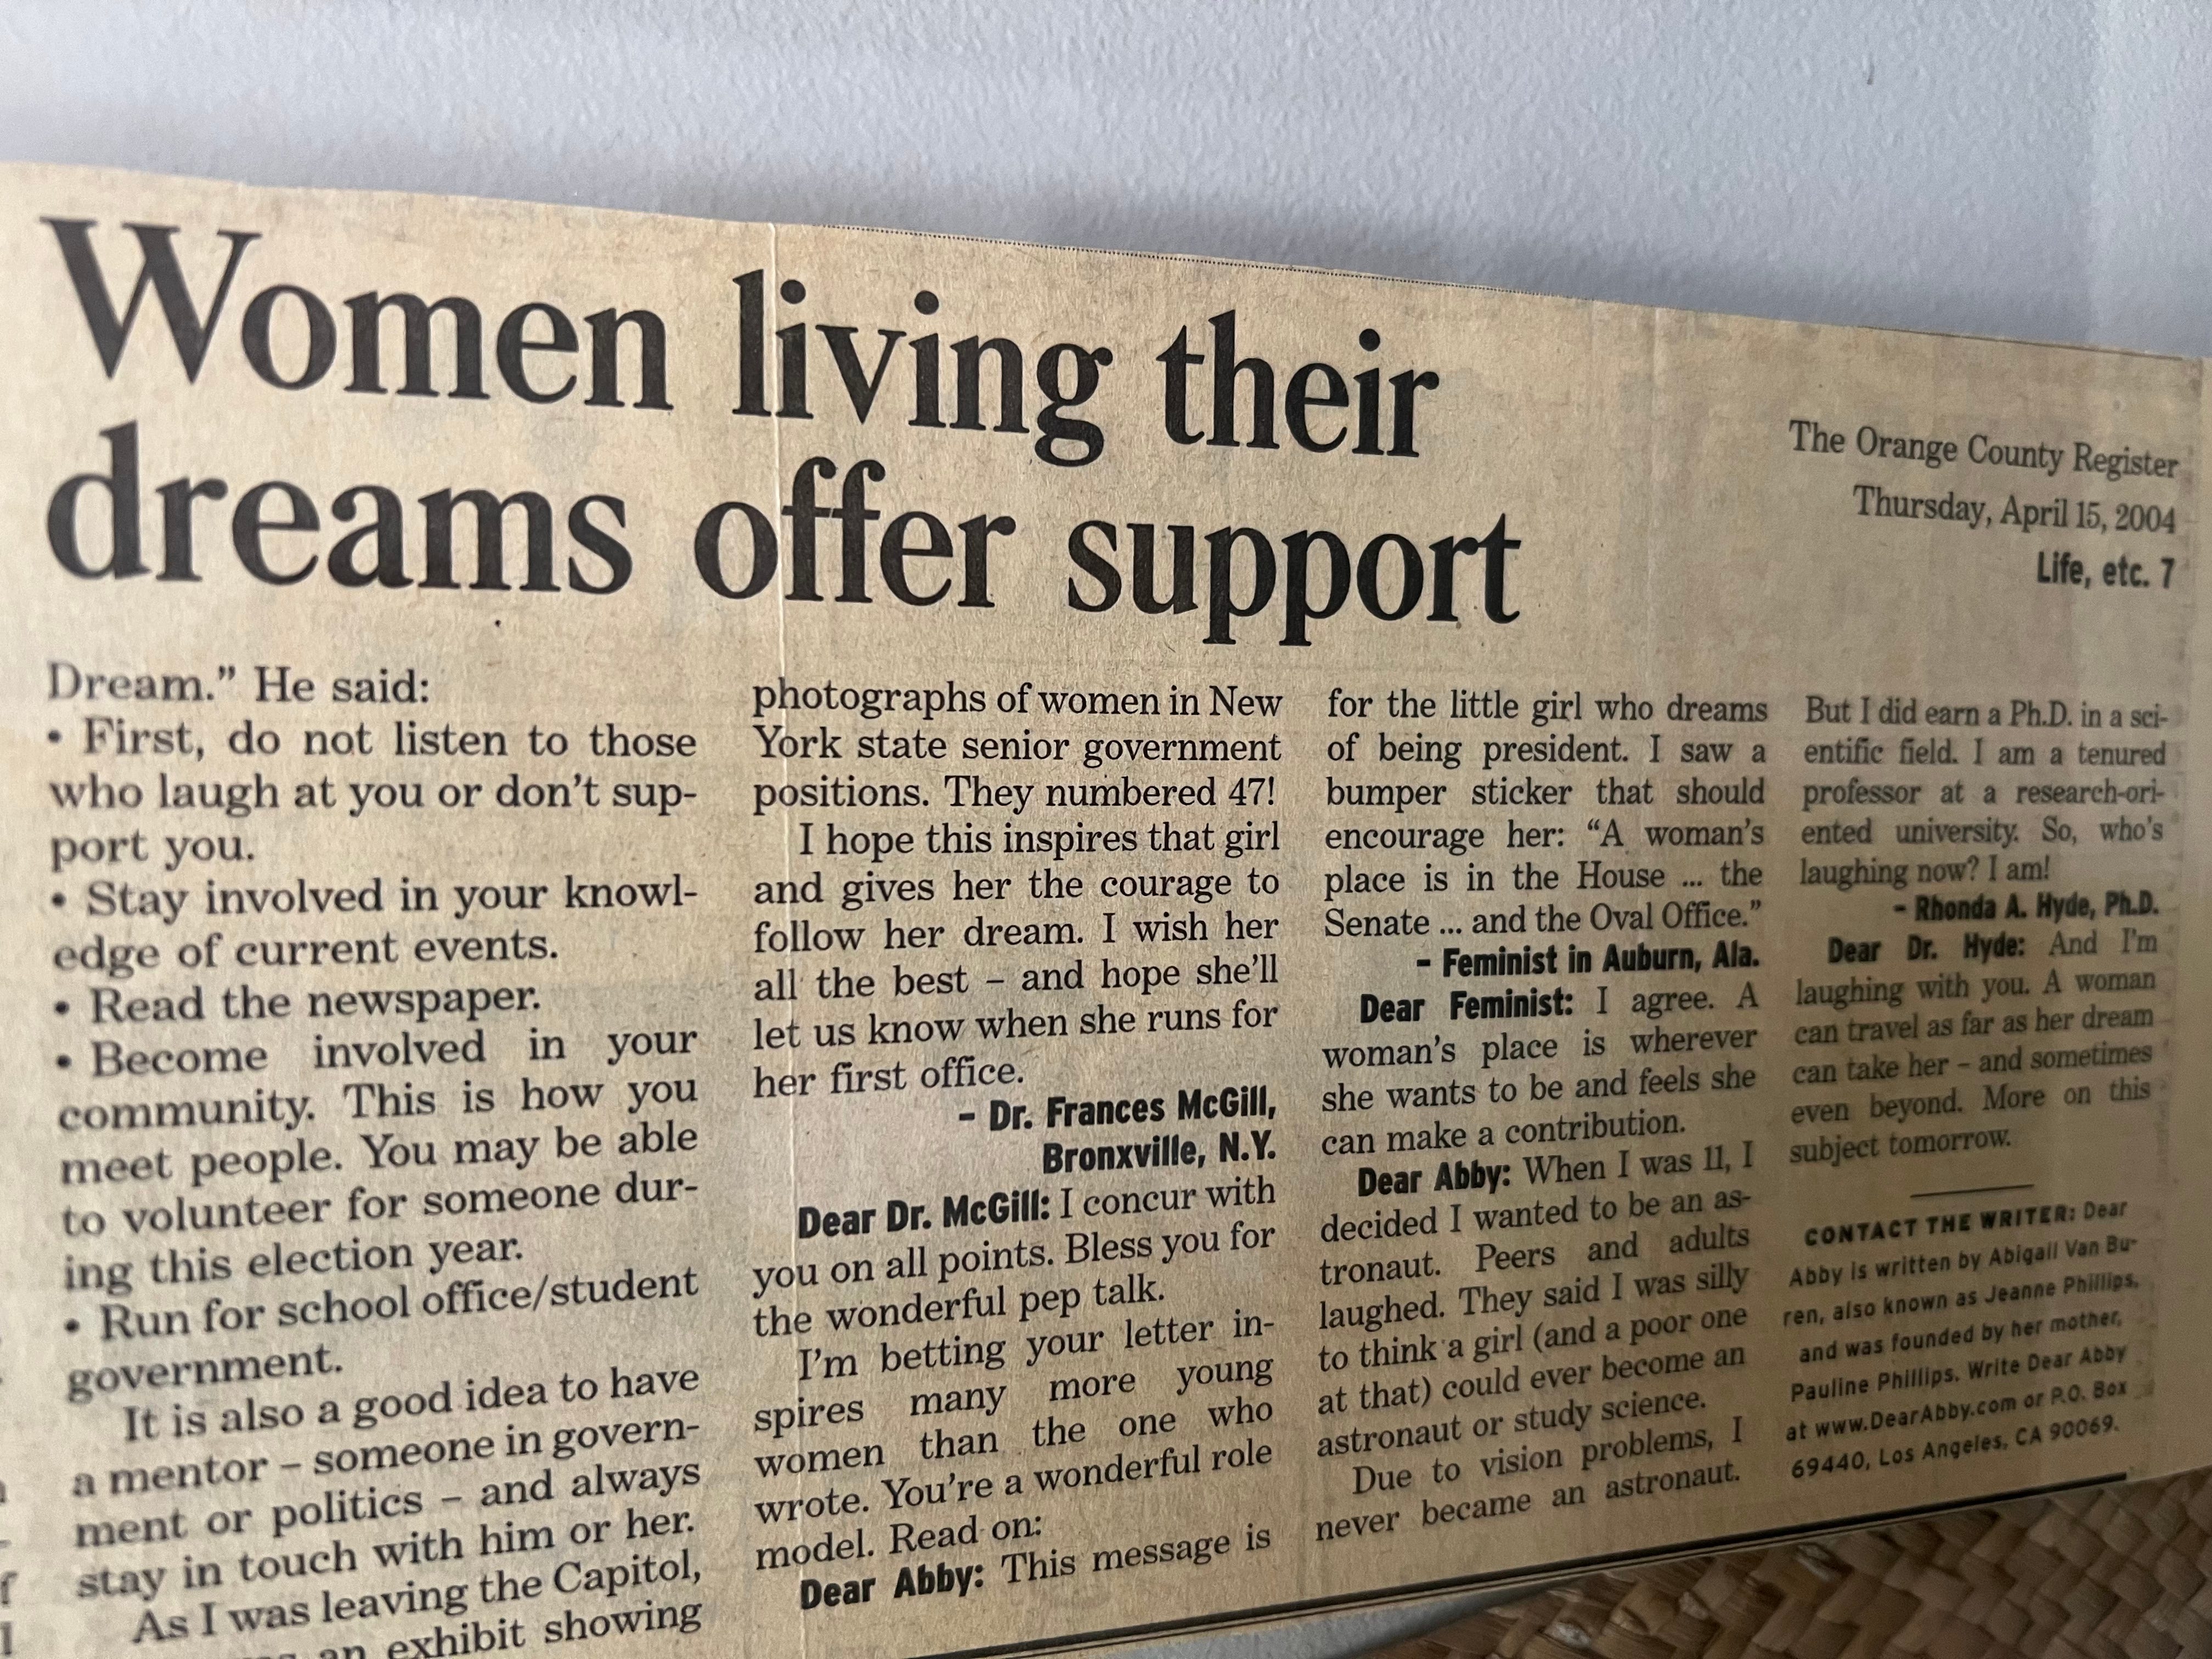 Women living their
dreams offer support
The Orange County Register
Thursday, April 15, 2004
Life, etc. 7
Dream.” He said:
• First, do not listen to those
who laugh at you or don’t sup-
port you.
• Stay involved in your knowl-
edge of current events.
• Read the newspaper.
• Become involved in your
community. This is how you
meet people. You may be able
to volunteer for someone dur-
ing this election year.
• Run for school office/student
government.
It is also a good idea to have
a mentor – someone in govern-
ment or politics – and always
stay in touch with him or her.
As I was leaving the Capitol,
an exhibit showing
photographs of women in New
York state senior government
positions. They numbered 47!
I hope this inspires that girl
and gives her the courage to
follow her dream. I wish her
all the best – and hope she’ll
let us know when she runs for
her first office.
– Dr. Frances McGill,
Bronxville, N.Y.
Dear Dr. McGill: I concur with
you on all points. Bless you for
the wonderful pep talk.
I’m betting your letter in-
spires many more young
women than the one who
wrote. You’re a wonderful role
model. Read on:
Dear Abby: This message is
for the little girl who dreams
of being president. I saw a
bumper sticker that should
encourage her: “A woman’s
place is in the House ... the
Senate ... and the Oval Office.”
– Feminist in Auburn, Ala.
Dear Feminist: I agree. A
woman’s place is wherever
she wants to be and feels she
can make a contribution.
Dear Abby: When I was 11, I
decided I wanted to be an as-
tronaut. Peers and adults
laughed. They said I was silly
to think a girl (and a poor one
at that) could ever become an
astronaut or study science.
Due to vision problems, I
never became an astronaut.
But I did earn a Ph.D. in a sci-
entific field. I am a tenured
professor at a research-ori-
ented university. So, who’s
laughing now? I am!
– Rhonda A. Hyde, Ph.D.
Dear Dr. Hyde: And I’m
laughing with you. A woman
can travel as far as her dream
can take her – and sometimes
even beyond. More on this
subject tomorrow.
CONTACT THE WRITER: Dear
Abby is written by Abigail Van Bu-
ren, also known as Jeanne Phillips,
and was founded by her mother,
Pauline Phillips. Write Dear Abby
at www.DearAbby.com or P.O. Box
69440, Los Angeles, CA 90069.